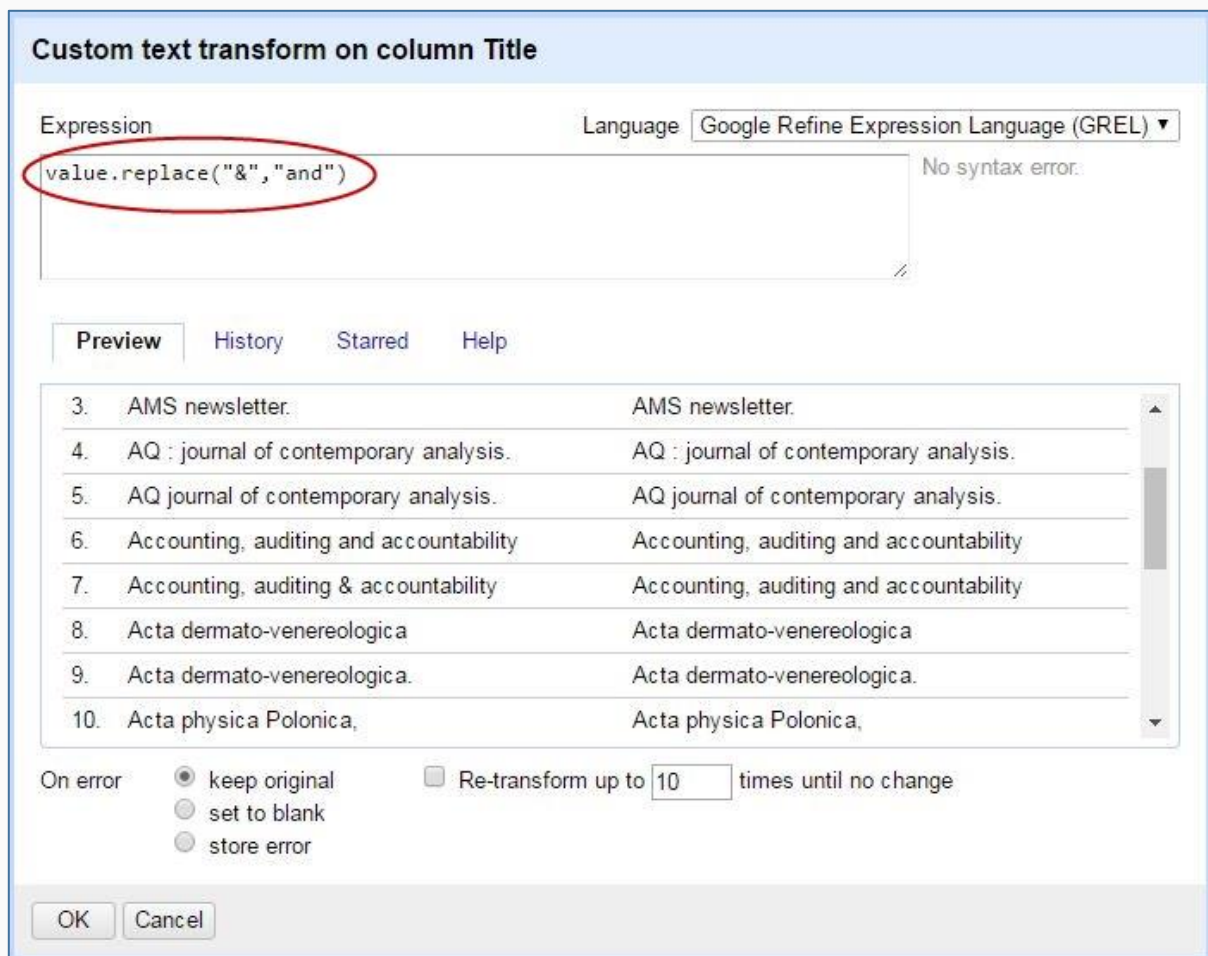 Custom text transform on column Title
Expression Language Google Refine Expression Language (GREL)
value.replace("&","and") No syntax error.
Preview History Starred Help
3. AMS newsletter. AMS newsletter.
4. AQ : journal of contemporary analysis. AQ : journal of contemporary analysis.
5. AQ journal of contemporary analysis. AQ journal of contemporary analysis.
6. Accounting, auditing and accountability Accounting, auditing and accountability
7. Accounting, auditing & accountability Accounting, auditing and accountability
8. Acta dermato-venereologica Acta dermato-venereologica
9. Acta dermato-venereologica. Acta dermato-venereologica.
10. Acta physica Polonica, Acta physica Polonica,
On error keep original Re-transform up to 10 times until no change
set to blank
store error
OK Cancel